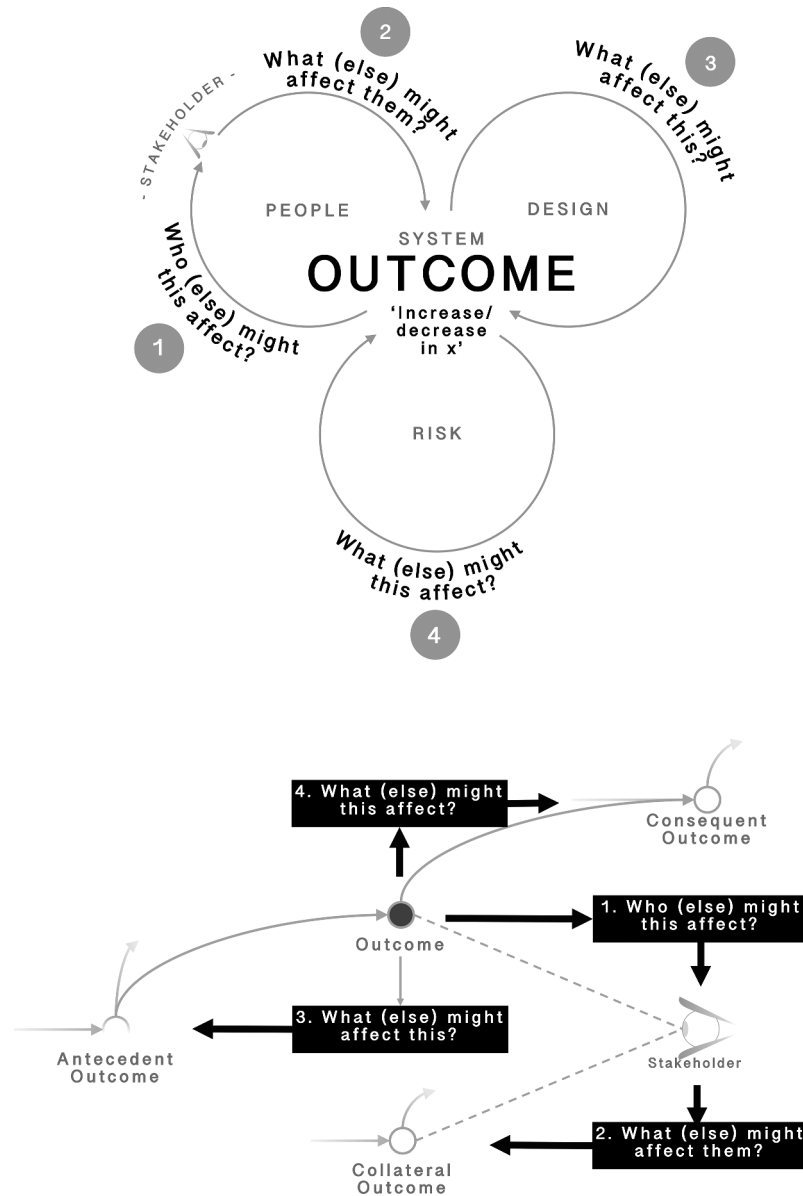 2
What (else) might
affect them?
- STAKEHOLDER -
What (else) might
affect this?
3
PEOPLE
DESIGN
SYSTEM
OUTCOME
‘Increase/
decrease
in x’
Who (else) might
this affect?
1
RISK
What (else) might
this affect?
4
4. What (else) might
this affect?
Consequent
Outcome
1. Who (else) might
this affect?
Outcome
3. What (else) might
affect this?
Antecedent
Outcome
Stakeholder
2. What (else) might
affect them?
Collateral
Outcome